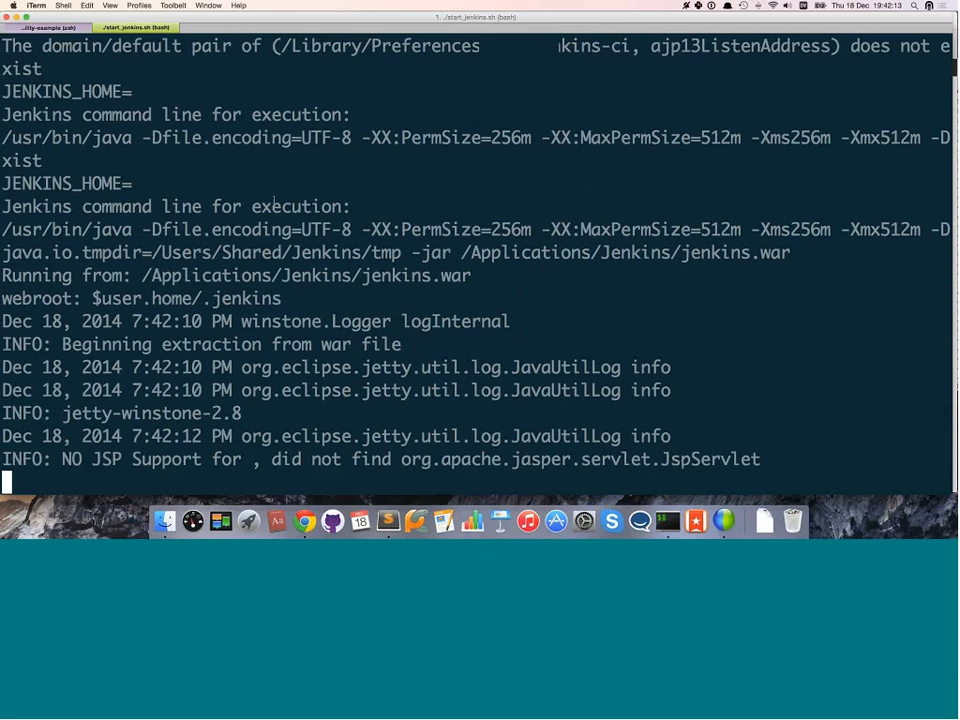 iTerm Shell Edit View Profiles Toolbelt Window Help Thu 18 Dec 19:42:13
1. ./start_jenkins.sh (bash)
...ility-example (zsh) ./start_jenkins.sh (bash)
The domain/default pair of (/Library/Preferences kins-ci, ajp13ListenAddress) does not e
xist
JENKINS_HOME=
Jenkins command line for execution:
/usr/bin/java -Dfile.encoding=UTF-8 -XX:PermSize=256m -XX:MaxPermSize=512m -Xms256m -Xmx512m -D
xist
JENKINS_HOME=
Jenkins command line for execution:
/usr/bin/java -Dfile.encoding=UTF-8 -XX:PermSize=256m -XX:MaxPermSize=512m -Xms256m -Xmx512m -D
java.io.tmpdir=/Users/Shared/Jenkins/tmp -jar /Applications/Jenkins/jenkins.war
Running from: /Applications/Jenkins/jenkins.war
webroot: $user.home/.jenkins
Dec 18, 2014 7:42:10 PM winstone.Logger logInternal
INFO: Beginning extraction from war file
Dec 18, 2014 7:42:10 PM org.eclipse.jetty.util.log.JavaUtilLog info
Dec 18, 2014 7:42:10 PM org.eclipse.jetty.util.log.JavaUtilLog info
INFO: jetty-winstone-2.8
Dec 18, 2014 7:42:12 PM org.eclipse.jetty.util.log.JavaUtilLog info
INFO: NO JSP Support for , did not find org.apache.jasper.servlet.JspServlet
Aa 18 S $$